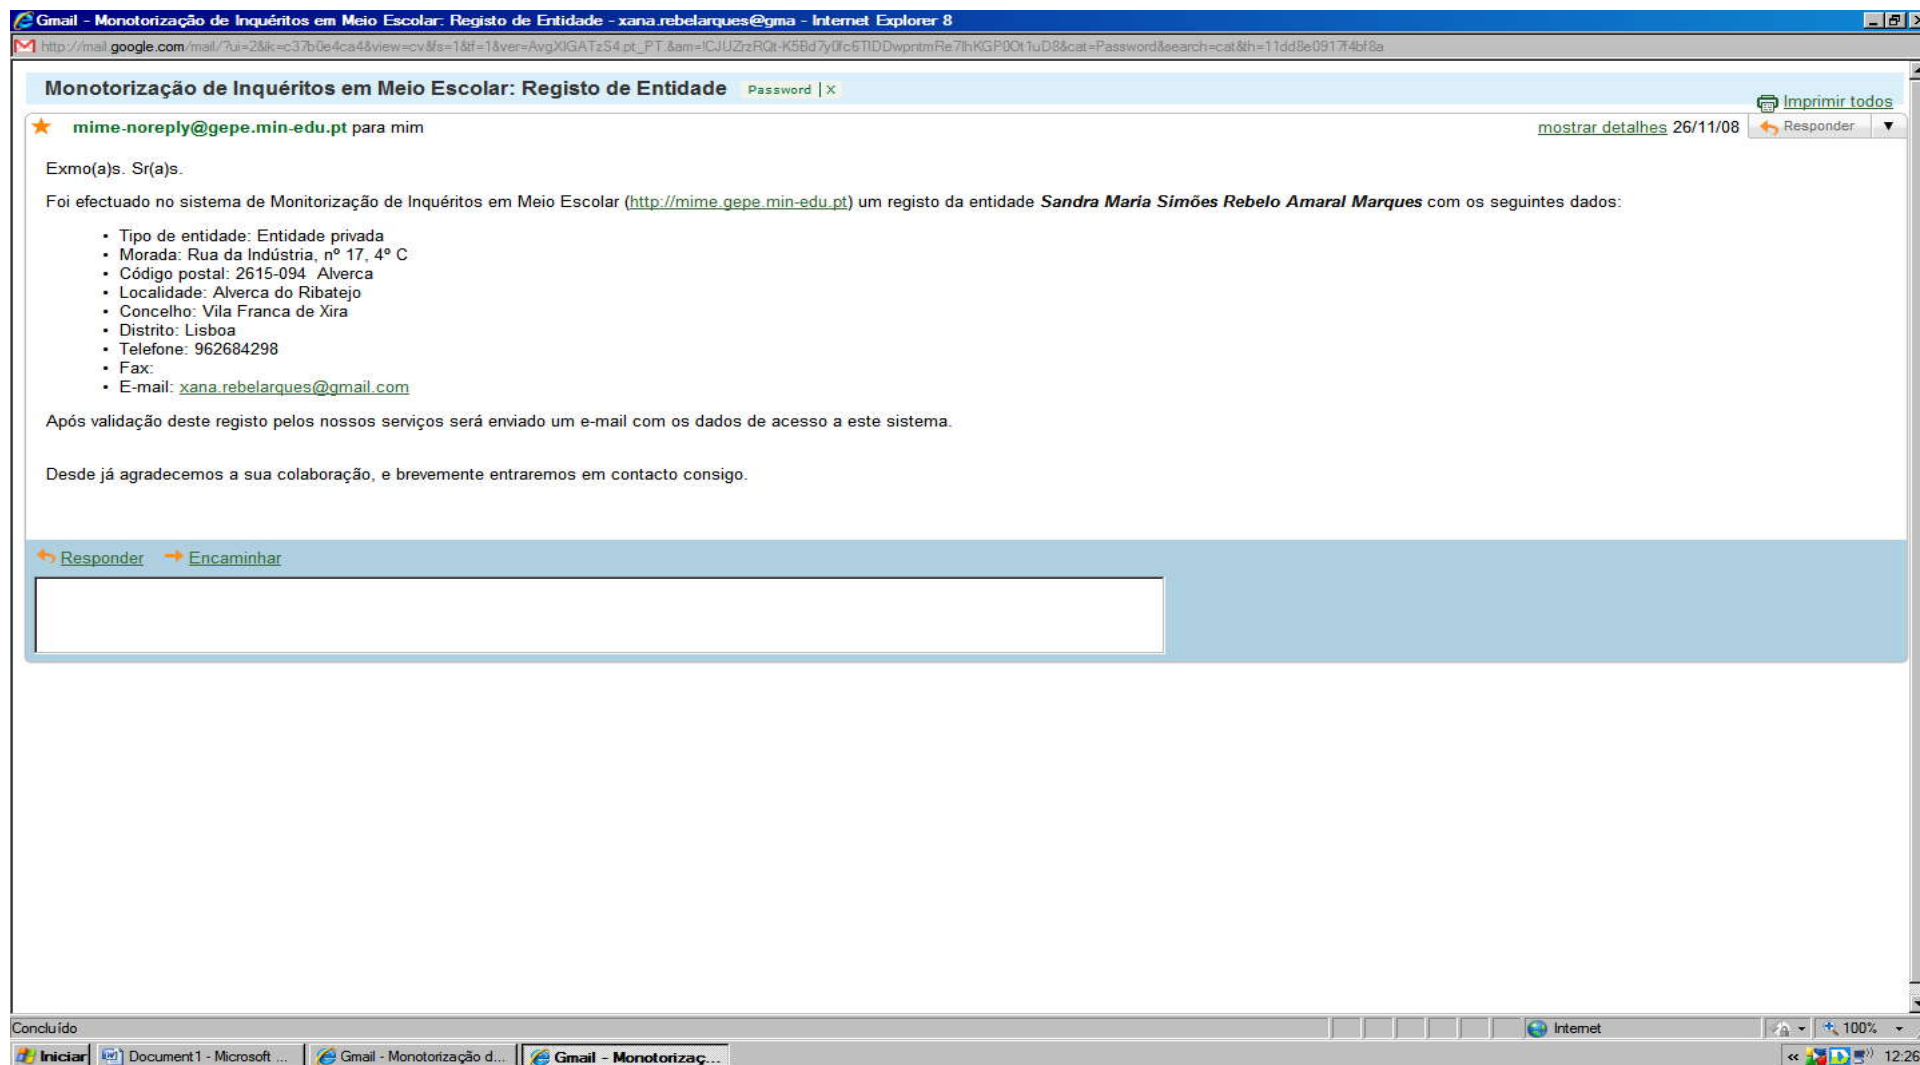 Gmail - Monotorização de Inquéritos em Meio Escolar: Registo de Entidade - xana.rebelarques@gma - Internet Explorer 8
Monotorização de Inquéritos em Meio Escolar: Registo de Entidade Password | X
Imprimir todos
mime-noreply@gepe.min-edu.pt para mim mostrar detalhes 26/11/08 Responder
Exmo(a)s. Sr(a)s.
Foi efectuado no sistema de Monitorização de Inquéritos em Meio Escolar (http://mime.gepe.min-edu.pt) um registo da entidade Sandra Maria Simões Rebelo Amaral Marques com os seguintes dados:
• Tipo de entidade: Entidade privada
• Morada: Rua da Indústria, nº 17, 4º C
• Código postal: 2615-094 Alverca
• Localidade: Alverca do Ribatejo
• Concelho: Vila Franca de Xira
• Distrito: Lisboa
• Telefone: 962684298
• Fax:
• E-mail: xana.rebelarques@gmail.com
Após validação deste registo pelos nossos serviços será enviado um e-mail com os dados de acesso a este sistema.
Desde já agradecemos a sua colaboração, e brevemente entraremos em contacto consigo.
Responder Encaminhar
Concluído Internet 100%
Iniciar Document1 - Microsoft ... Gmail - Monotorização d... Gmail - Monotorizaç... « 12:26